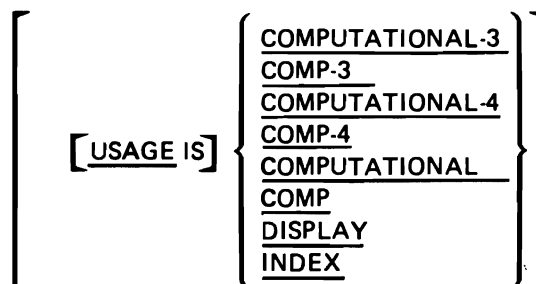 COMPUTATIONAL-3
COMP-3
COMPUTATIONAL-4
[USAGE IS] COMP-4
COMPUTATIONAL
COMP
DISPLAY
INDEX